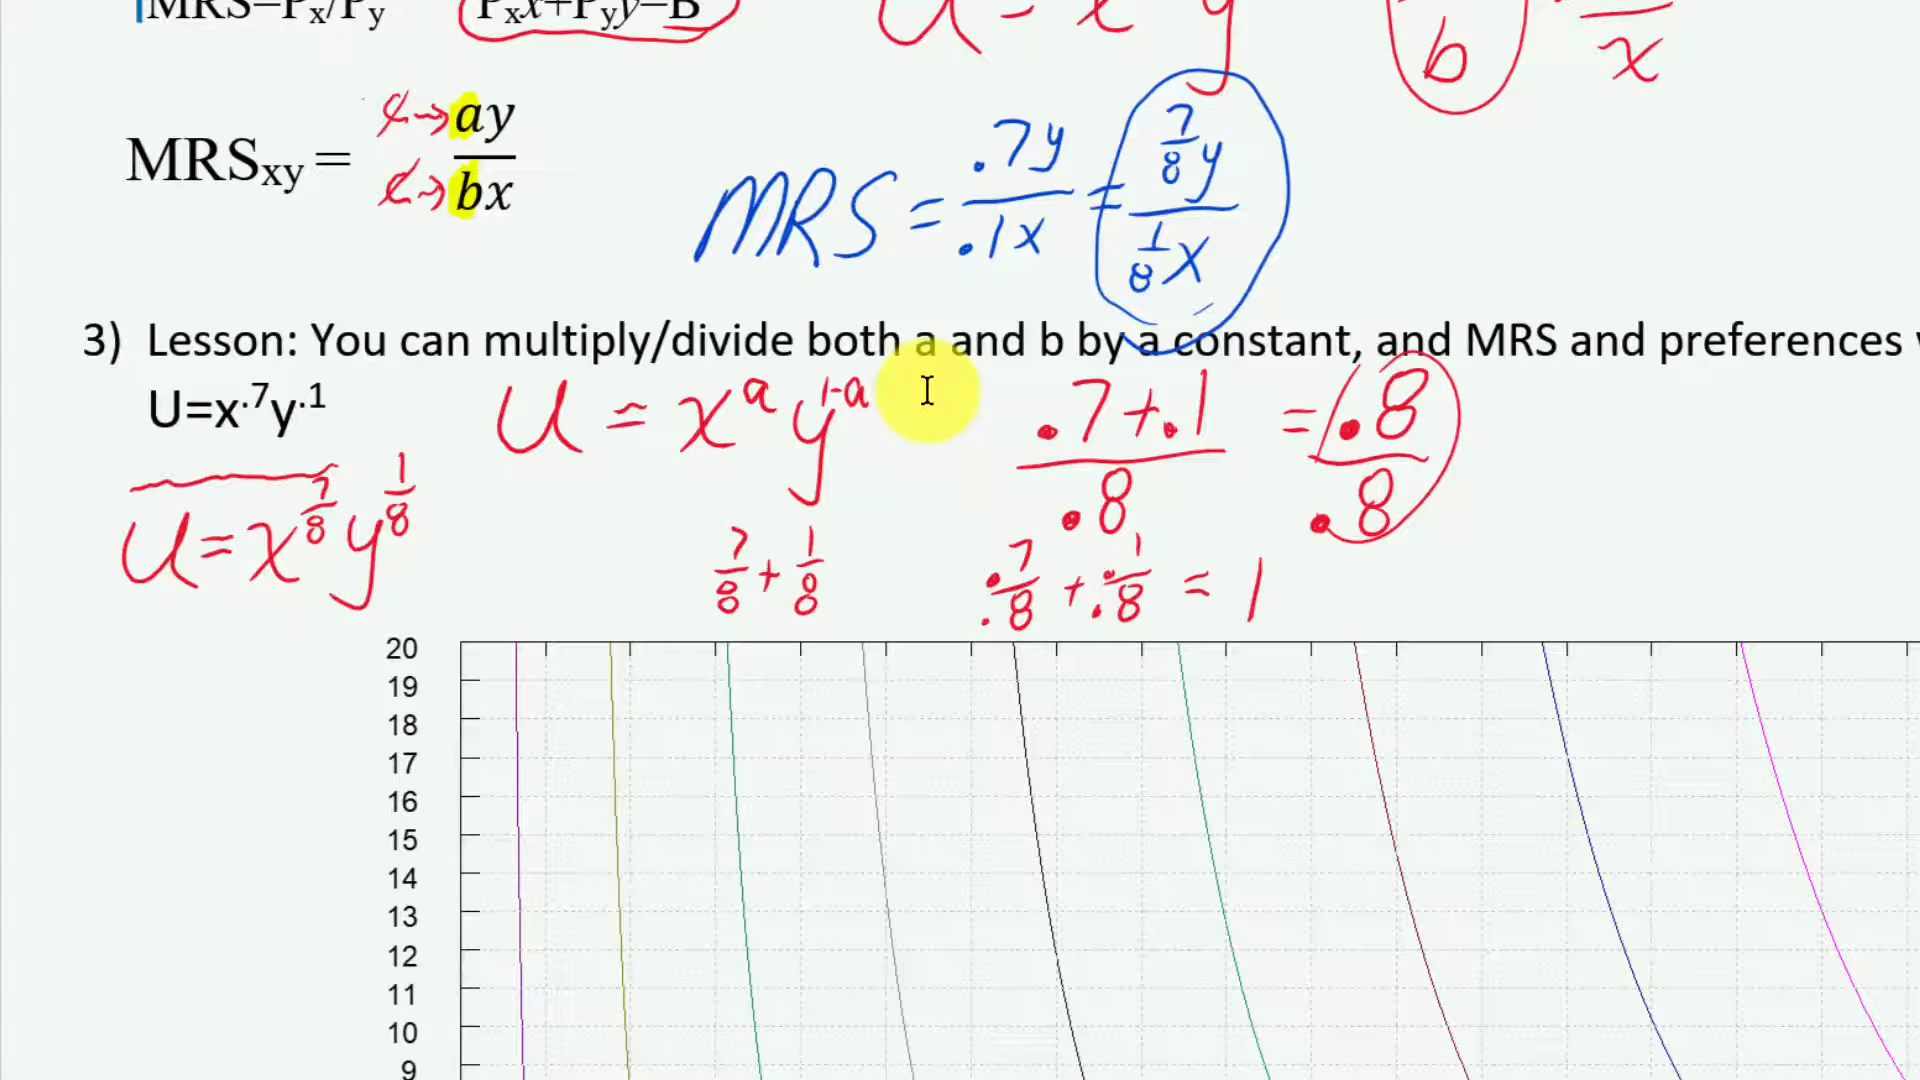 MRS=Px/Py Pxx+Pyy=B U = x y b x
MRSxy = ay/bx
¢→ ¢→
MRS = .7y/.1x = 7/8y/1/8x
3) Lesson: You can multiply/divide both a and b by a constant, and MRS and preferences
U=x^.7y^.1 U = x^a y^1-a .7+.1/.8 = .8/.8
U=x^7/8 y^1/8 7/8+1/8 .7/.8 + .1/.8 = 1
20
19
18
17
16
15
14
13
12
11
10
9